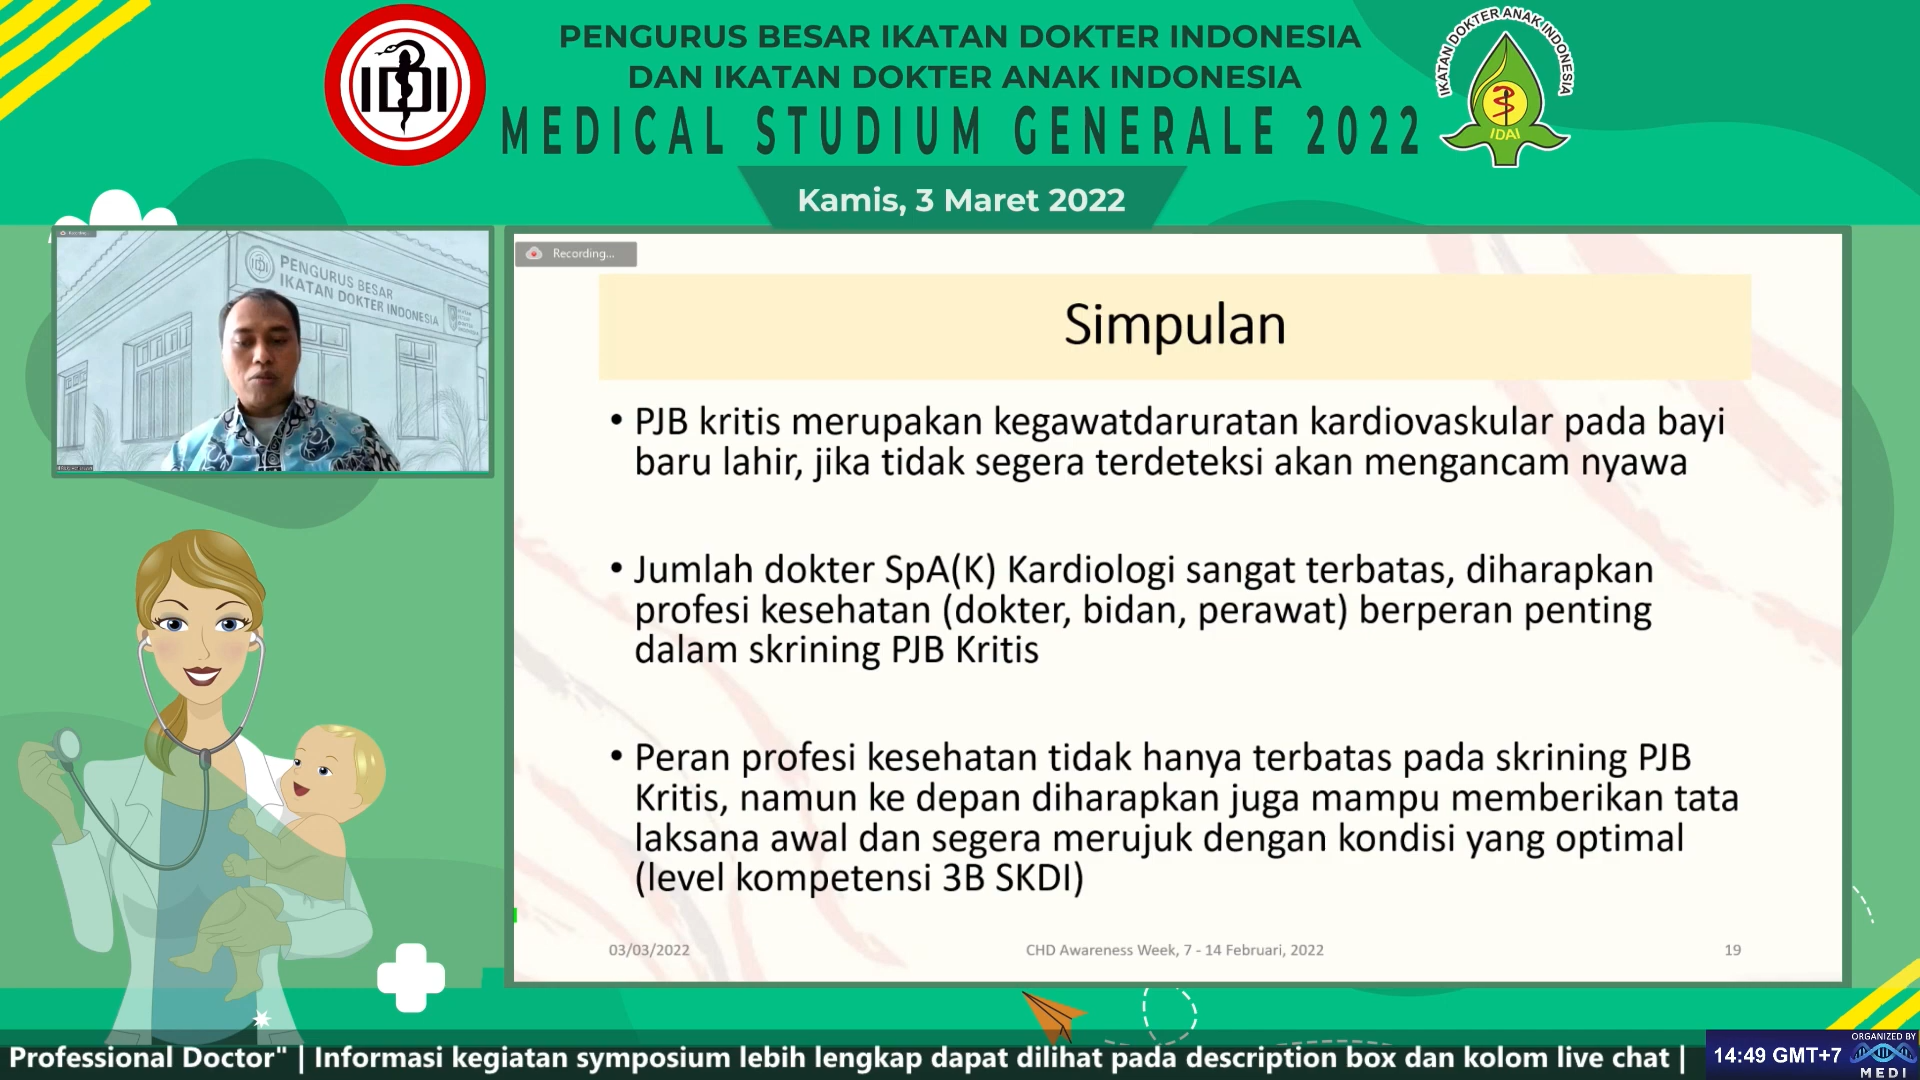 PENGURUS BESAR IKATAN DOKTER INDONESIA
DAN IKATAN DOKTER ANAK INDONESIA
MEDICAL STUDIUM GENERALE 2022
Kamis, 3 Maret 2022
IDI
IKATAN DOKTER ANAK INDONESIA
IDAI
PENGURUS BESAR
IKATAN DOKTER INDONESIA
Recording...
Simpulan
• PJB kritis merupakan kegawatdaruratan kardiovaskular pada bayi
baru lahir, jika tidak segera terdeteksi akan mengancam nyawa
• Jumlah dokter SpA(K) Kardiologi sangat terbatas, diharapkan
profesi kesehatan (dokter, bidan, perawat) berperan penting
dalam skrining PJB Kritis
• Peran profesi kesehatan tidak hanya terbatas pada skrining PJB
Kritis, namun ke depan diharapkan juga mampu memberikan tata
laksana awal dan segera merujuk dengan kondisi yang optimal
(level kompetensi 3B SKDI)
03/03/2022
CHD Awareness Week, 7 - 14 Februari, 2022
19
Professional Doctor" | Informasi kegiatan symposium lebih lengkap dapat dilihat pada description box dan kolom live chat |
14:49 GMT+7
ORGANIZED BY
MEDI